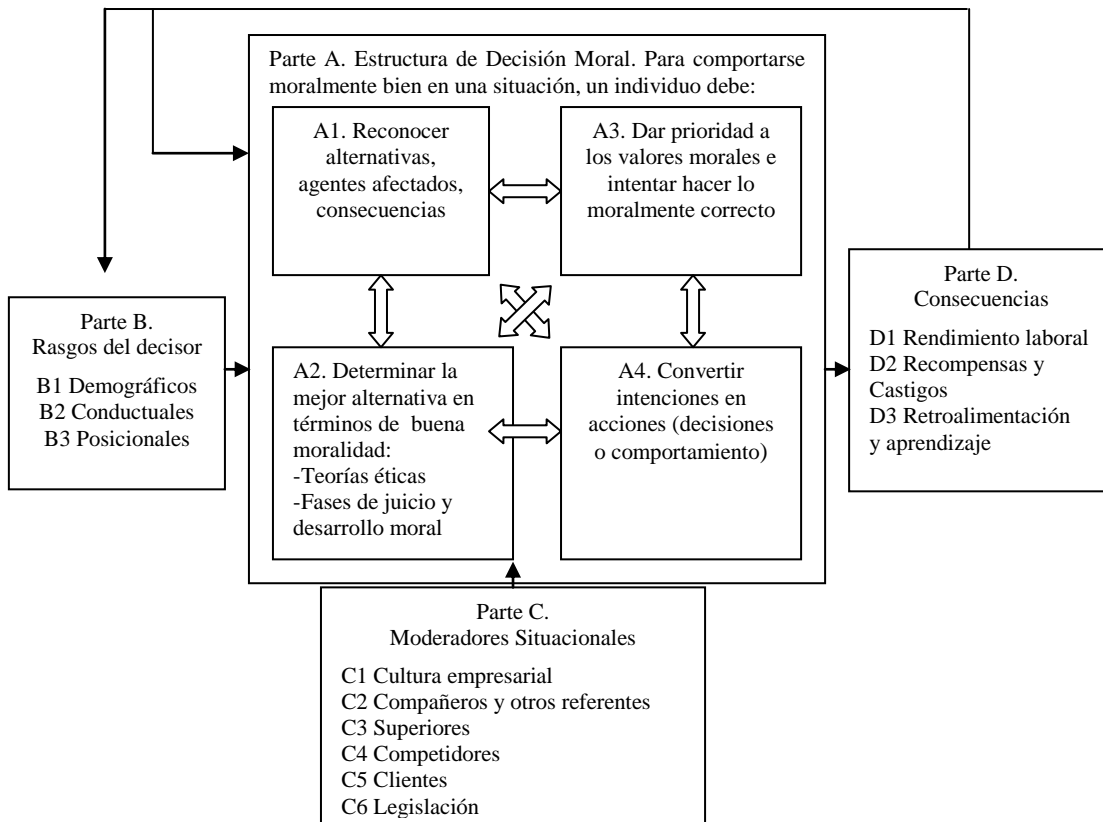 Parte A. Estructura de Decisión Moral. Para comportarse
moralmente bien en una situación, un individuo debe:
A1. Reconocer
alternativas,
agentes afectados,
consecuencias
A3. Dar prioridad a
los valores morales e
intentar hacer lo
moralmente correcto
A2. Determinar la
mejor alternativa en
términos de buena
moralidad:
-Teorías éticas
-Fases de juicio y
desarrollo moral
A4. Convertir
intenciones en
acciones (decisiones
o comportamiento)
Parte B.
Rasgos del decisor
B1 Demográficos
B2 Conductuales
B3 Posicionales
Parte D.
Consecuencias
D1 Rendimiento laboral
D2 Recompensas y
Castigos
D3 Retroalimentación
y aprendizaje
Parte C.
Moderadores Situacionales
C1 Cultura empresarial
C2 Compañeros y otros referentes
C3 Superiores
C4 Competidores
C5 Clientes
C6 Legislación